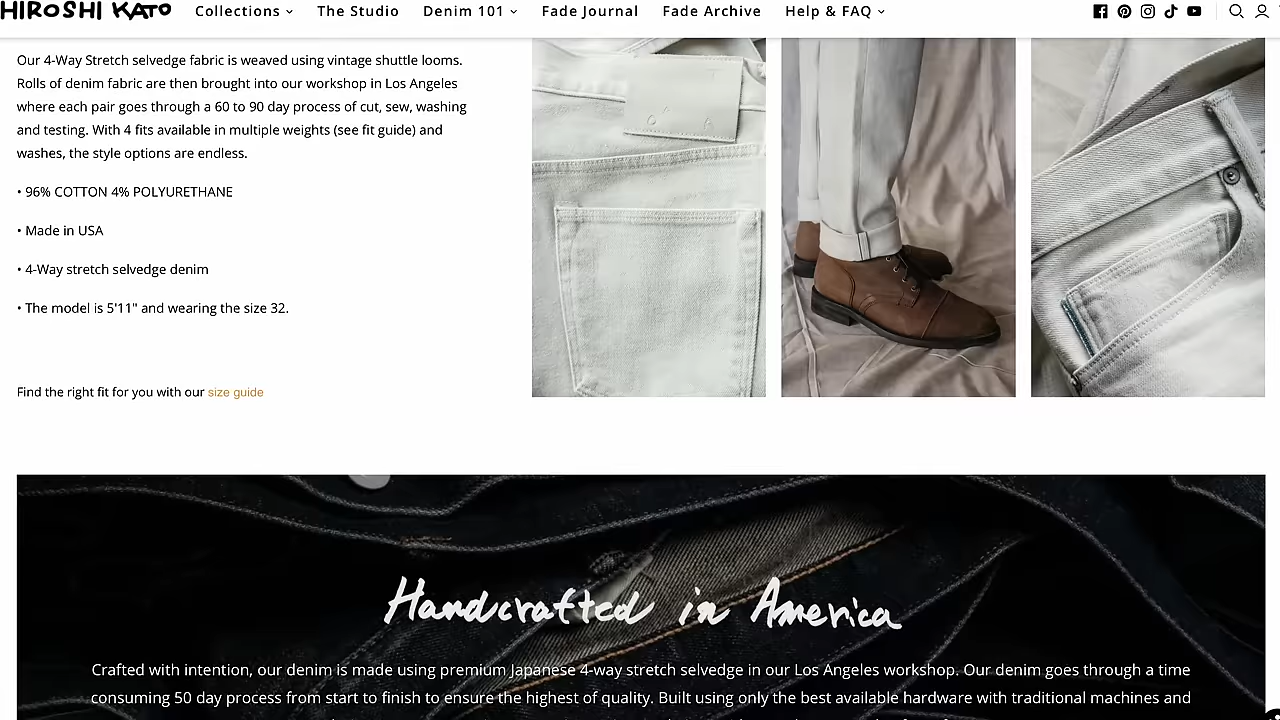 HIROSHI KATO
Collections
The Studio
Denim 101
Fade Journal
Fade Archive
Help & FAQ
Our 4-Way Stretch selvedge fabric is weaved using vintage shuttle looms.
Rolls of denim fabric are then brought into our workshop in Los Angeles
where each pair goes through a 60 to 90 day process of cut, sew, washing
and testing. With 4 fits available in multiple weights (see fit guide) and
washes, the style options are endless.
• 96% COTTON 4% POLYURETHANE
• Made in USA
• 4-Way stretch selvedge denim
• The model is 5'11" and wearing the size 32.
Find the right fit for you with our size guide
Handcrafted in America
Crafted with intention, our denim is made using premium Japanese 4-way stretch selvedge in our Los Angeles workshop. Our denim goes through a time
consuming 50 day process from start to finish to ensure the highest of quality. Built using only the best available hardware with traditional machines and